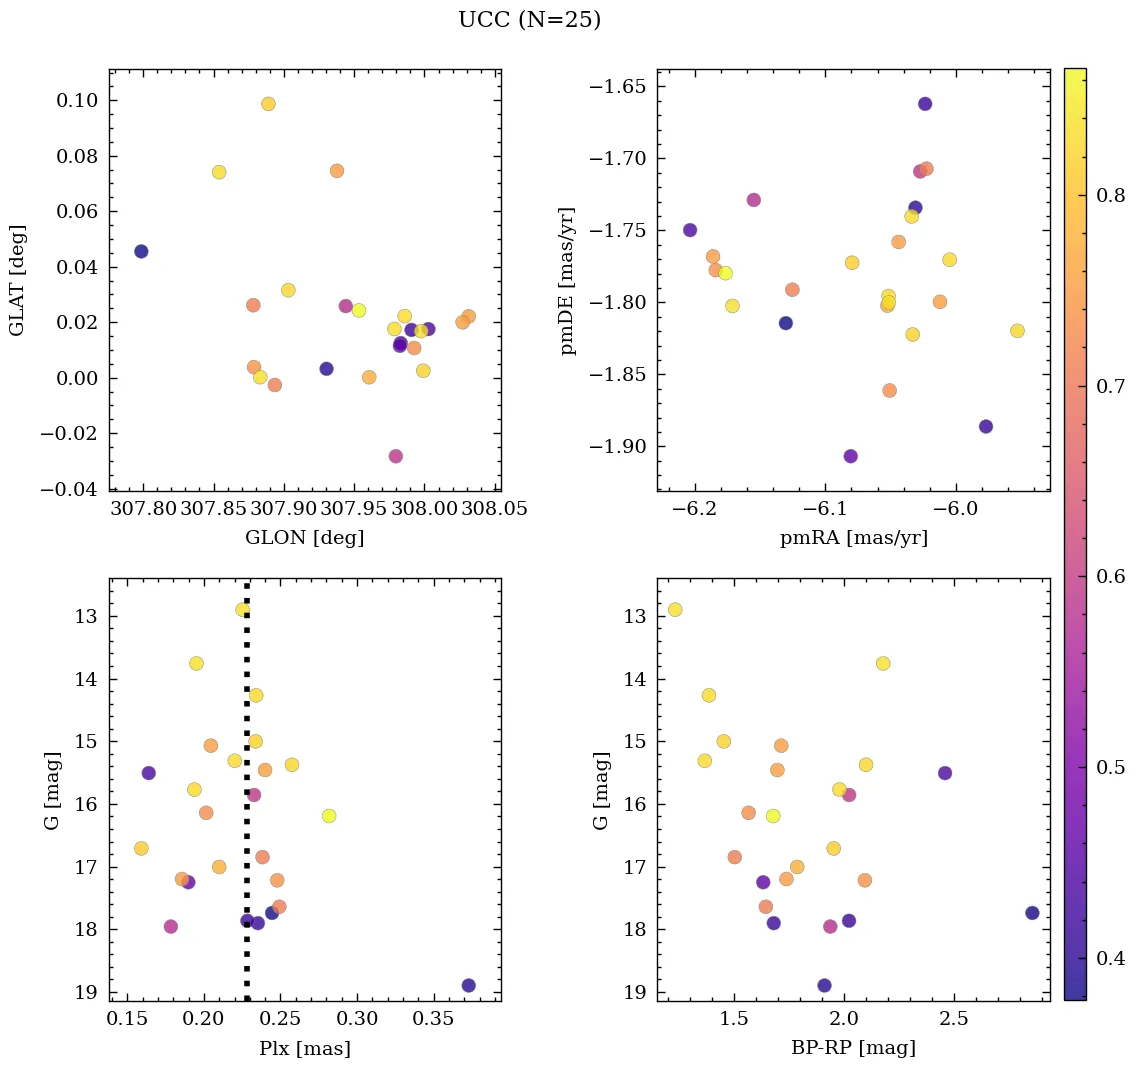 UCC (N=25)
0.10
0.08
0.06
0.04
0.02
0.00
−0.02
−0.04
GLAT [deg]
307.80 307.85 307.90 307.95 308.00 308.05
GLON [deg]
−1.65
−1.70
−1.75
−1.80
−1.85
−1.90
pmDE [mas/yr]
−6.2 −6.1 −6.0
pmRA [mas/yr]
0.8
0.7
0.6
0.5
0.4
13
14
15
16
17
18
19
G [mag]
0.15 0.20 0.25 0.30 0.35
Plx [mas]
13
14
15
16
17
18
19
G [mag]
1.5 2.0 2.5
BP-RP [mag]